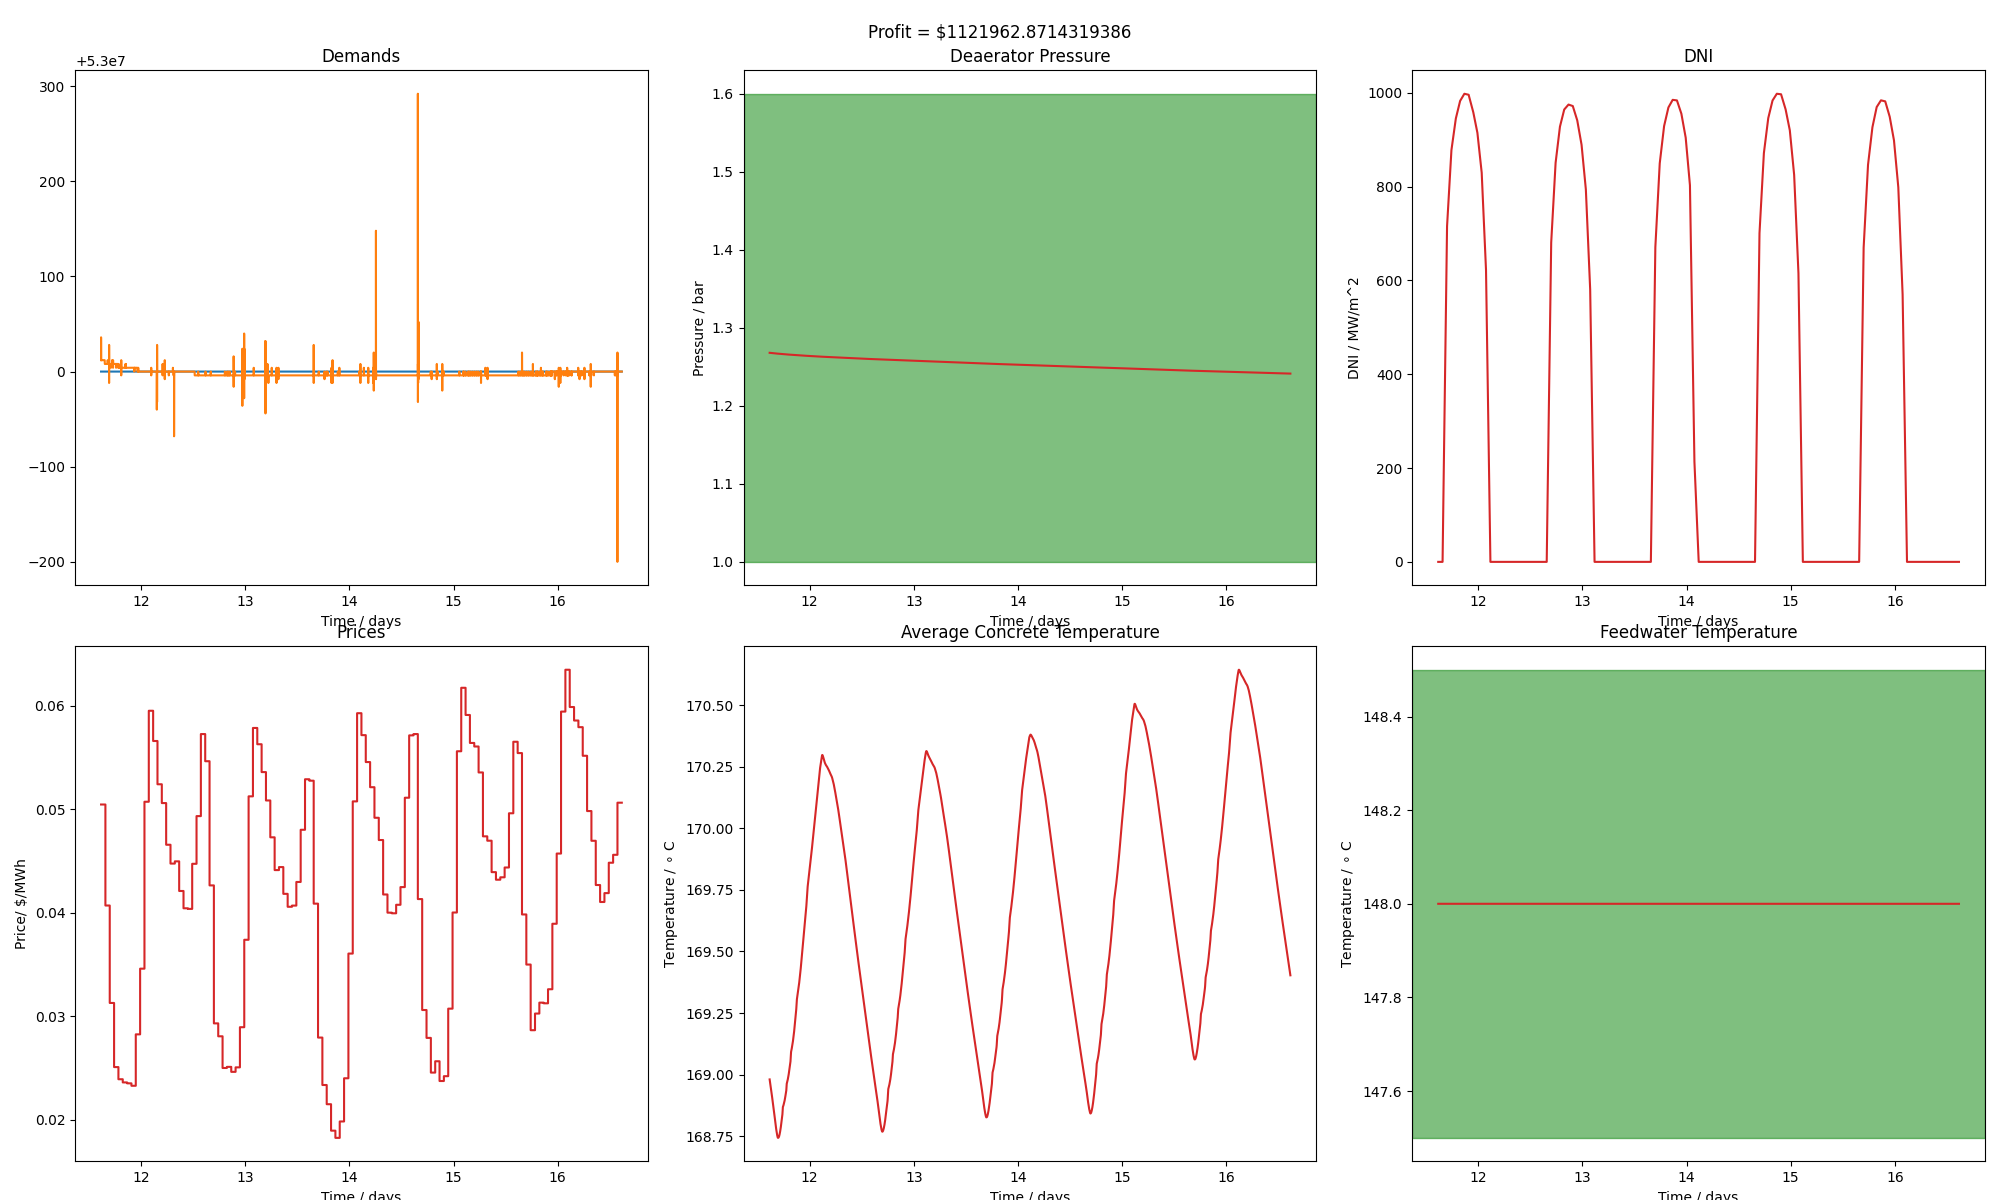 Profit = $1121962.8714319386
Demands
+5.3e7
300
200
100
0
−100
−200
12 13 14 15 16
Time / days
Deaerator Pressure
Pressure / bar
1.6
1.5
1.4
1.3
1.2
1.1
1.0
12 13 14 15 16
Time / days
DNI
DNI / MW/m^2
1000
800
600
400
200
0
12 13 14 15 16
Time / days
Prices
Price/ $/MWh
0.06
0.05
0.04
0.03
0.02
12 13 14 15 16
Time / days
Average Concrete Temperature
Temperature / ∘ C
170.50
170.25
170.00
169.75
169.50
169.25
169.00
168.75
12 13 14 15 16
Time / days
Feedwater Temperature
Temperature / ∘ C
148.4
148.2
148.0
147.8
147.6
12 13 14 15 16
Time / days